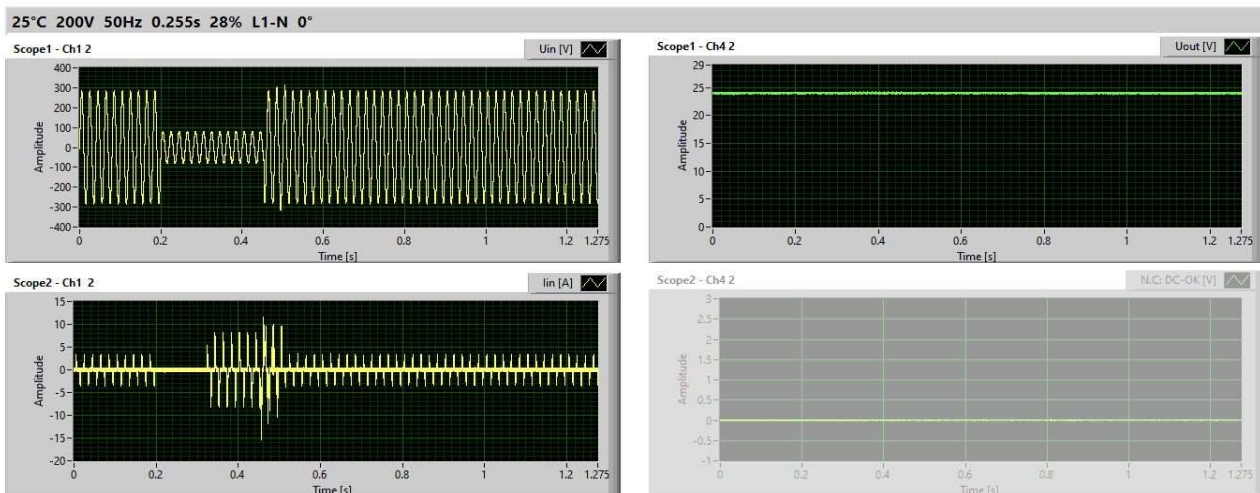 25°C 200V 50Hz 0.255s 28% L1-N 0°
Scope1 - Ch1 2
Uin [V]
Amplitude
400
300
200
100
0
-100
-200
-300
-400
0 0.2 0.4 0.6 0.8 1 1.2 1.275
Time [s]
Scope1 - Ch4 2
Uout [V]
Amplitude
29
25
20
15
10
5
0
0 0.2 0.4 0.6 0.8 1 1.2 1.275
Time [s]
Scope2 - Ch1 2
Iin [A]
Amplitude
15
10
5
0
-5
-10
-15
-20
0 0.2 0.4 0.6 0.8 1 1.2 1.275
Time [s]
Scope2 - Ch4 2
N.C: DC-OK [V]
Amplitude
3
2.5
2
1.5
1
0.5
0
-0.5
-1
0 0.2 0.4 0.6 0.8 1 1.2 1.275
Time [s]